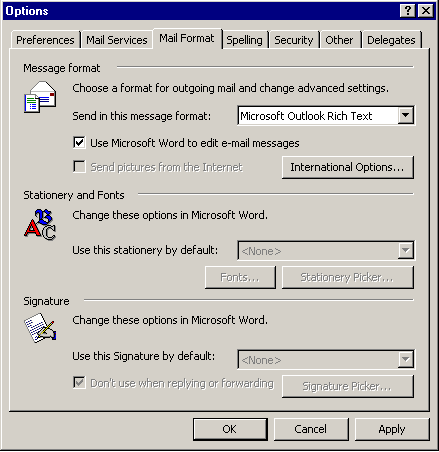 Options
Preferences Mail Services Mail Format Spelling Security Other Delegates
Message format
Choose a format for outgoing mail and change advanced settings.
Send in this message format: Microsoft Outlook Rich Text
Use Microsoft Word to edit e-mail messages
Send pictures from the Internet International Options...
Stationery and Fonts
Change these options in Microsoft Word.
Use this stationery by default: <None>
Fonts... Stationery Picker...
Signature
Change these options in Microsoft Word.
Use this Signature by default: <None>
Don't use when replying or forwarding Signature Picker...
OK Cancel Apply